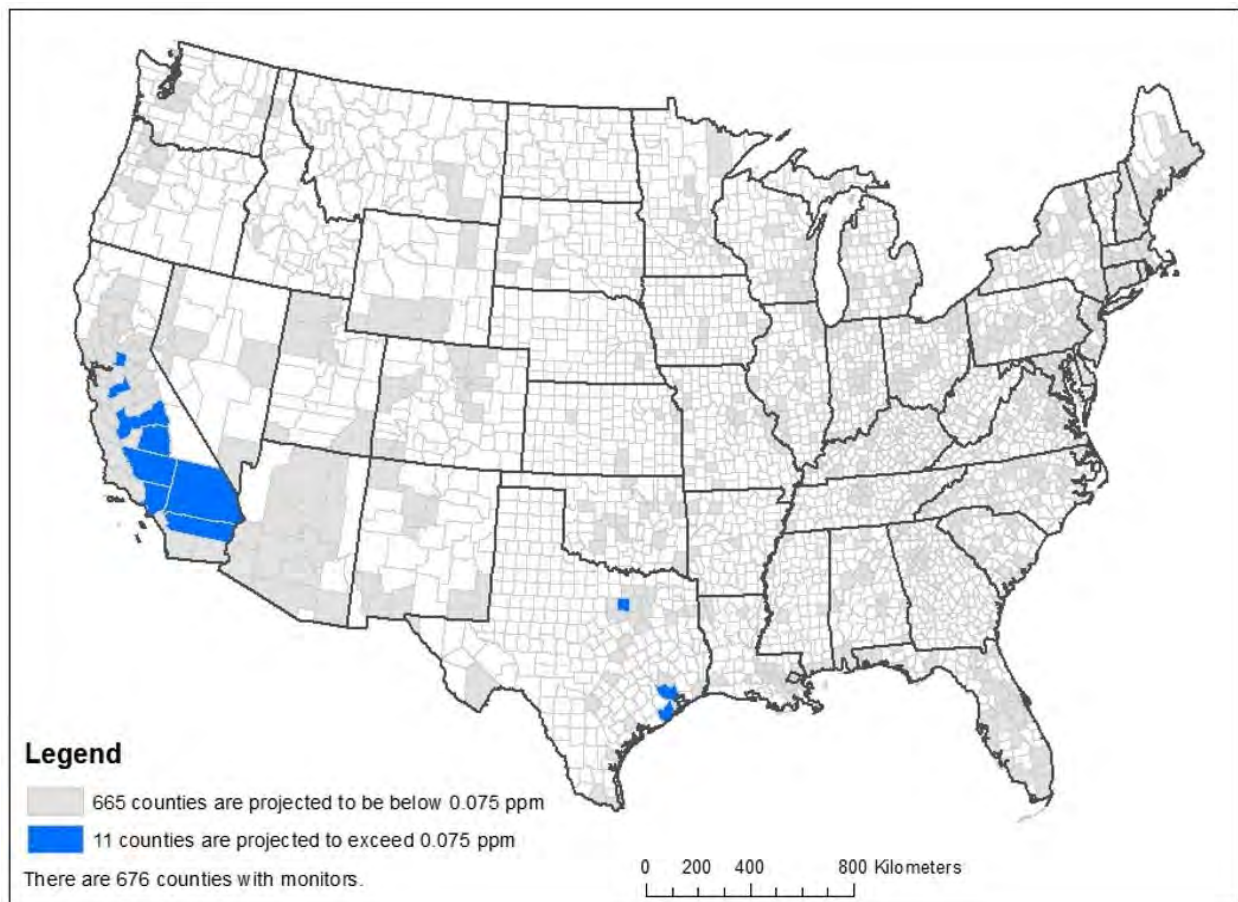 Legend
665 counties are projected to be below 0.075 ppm
11 counties are projected to exceed 0.075 ppm
There are 676 counties with monitors.
0 200 400 800 Kilometers